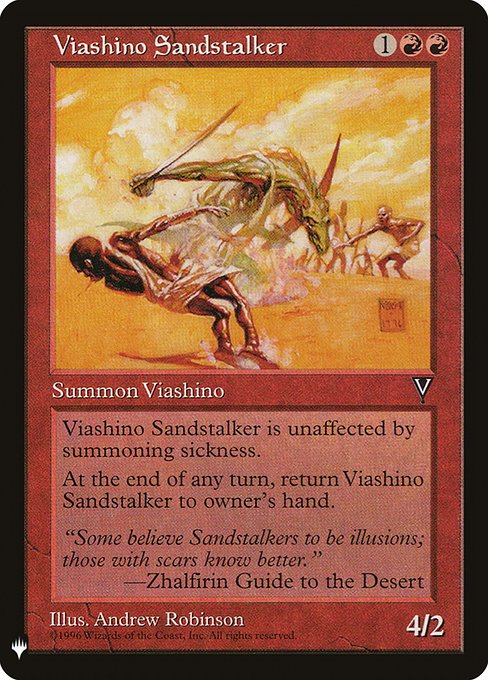 Viashino Sandstalker 1
Summon Viashino V
Viashino Sandstalker is unaffected by
summoning sickness.
At the end of any turn, return Viashino
Sandstalker to owner's hand.
“Some believe Sandstalkers to be illusions;
those with scars know better.”
—Zhalfirin Guide to the Desert
Illus. Andrew Robinson
©1996 Wizards of the Coast, Inc. All rights reserved.
4/2